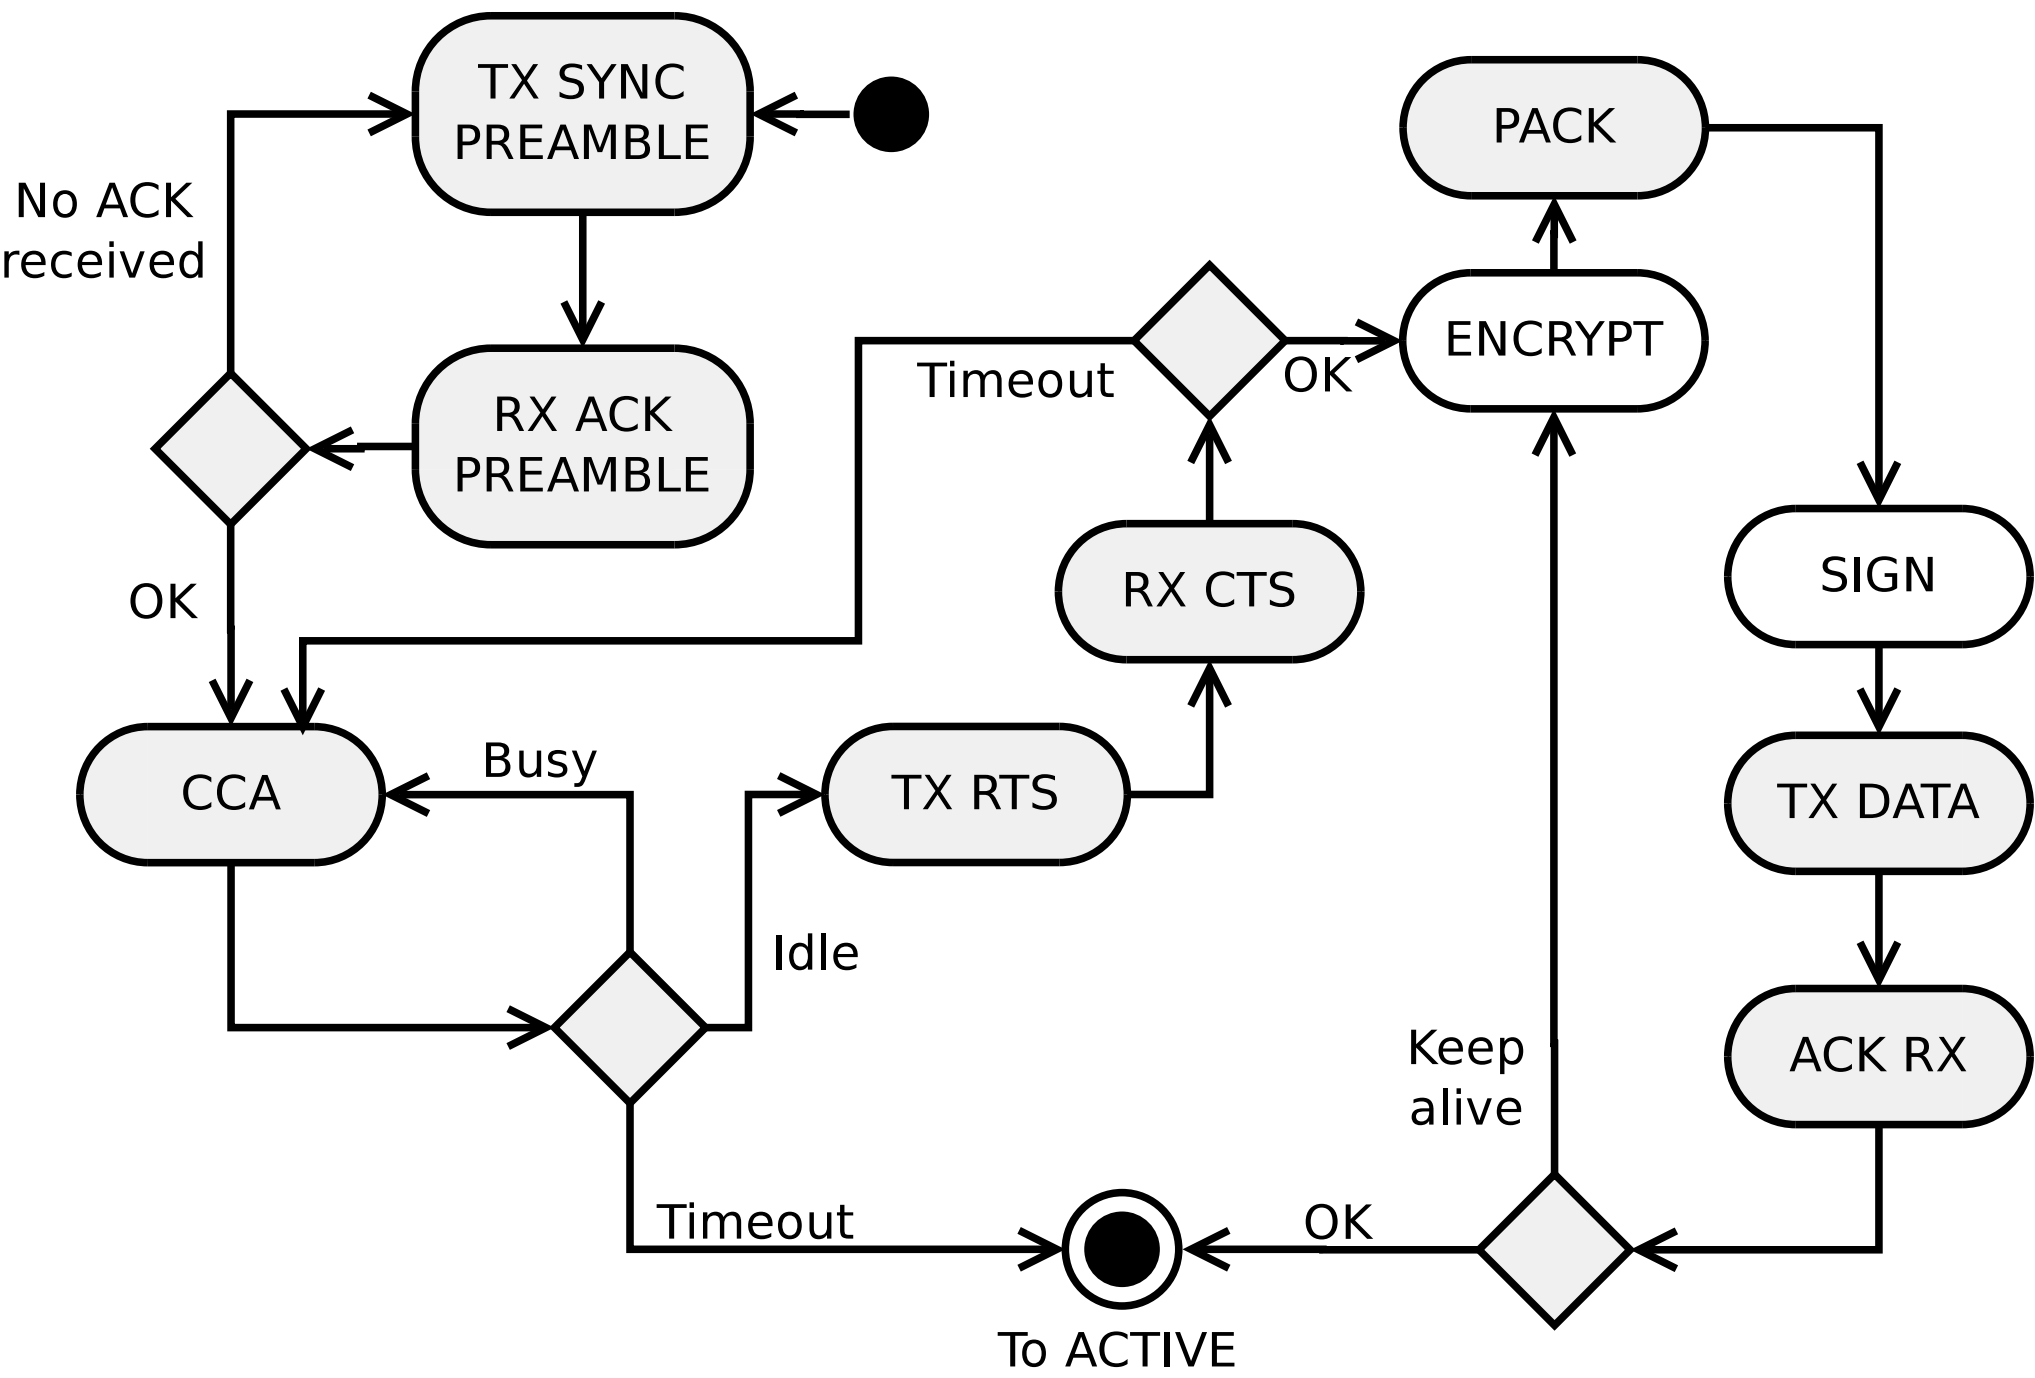 TX SYNC
PREAMBLE
No ACK
received
RX ACK
PREAMBLE
OK
CCA
Busy
Idle
Timeout
TX RTS
RX CTS
Timeout
OK
ENCRYPT
PACK
SIGN
TX DATA
ACK RX
Keep
alive
OK
To ACTIVE